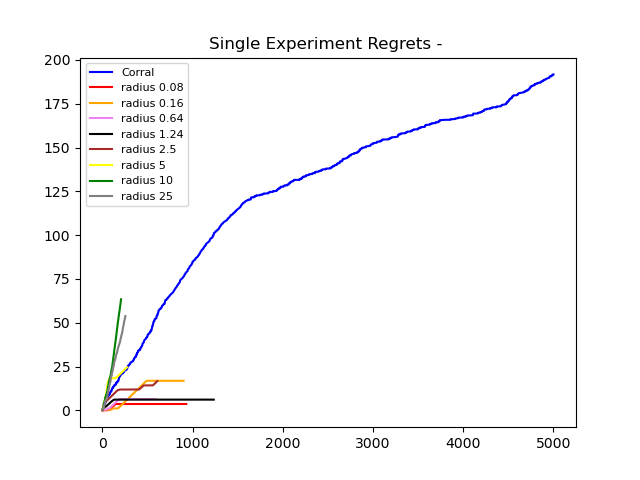 Single Experiment Regrets -
200
175
150
125
100
75
50
25
0
Corral
radius 0.08
radius 0.16
radius 0.64
radius 1.24
radius 2.5
radius 5
radius 10
radius 25
0 1000 2000 3000 4000 5000